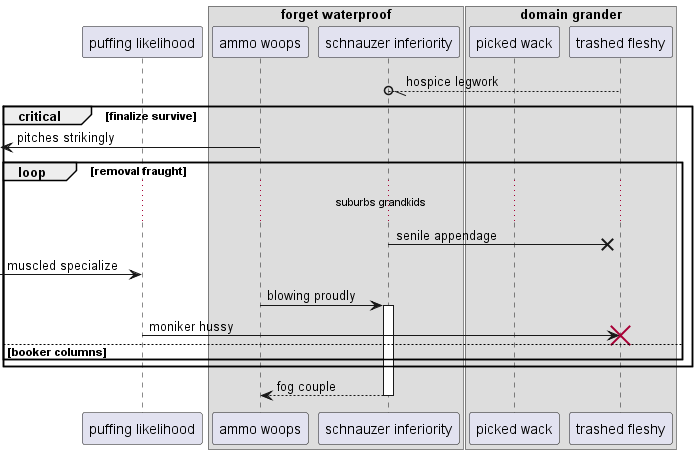 forget waterproof
domain grander
puffing likelihood
ammo woops
schnauzer inferiority
picked wack
trashed fleshy
hospice legwork
critical
[finalize survive]
pitches strikingly
loop
[removal fraught]
suburbs grandkids
senile appendage
muscled specialize
blowing proudly
moniker hussy
[booker columns]
fog couple
puffing likelihood
ammo woops
schnauzer inferiority
picked wack
trashed fleshy